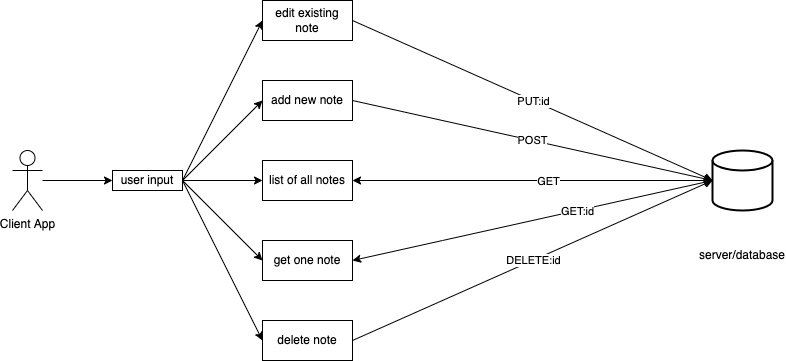 edit existing
note
PUT:id
add new note
POST
Client App
user input
list of all notes
GET
server/database
GET:id
get one note
DELETE:id
delete note